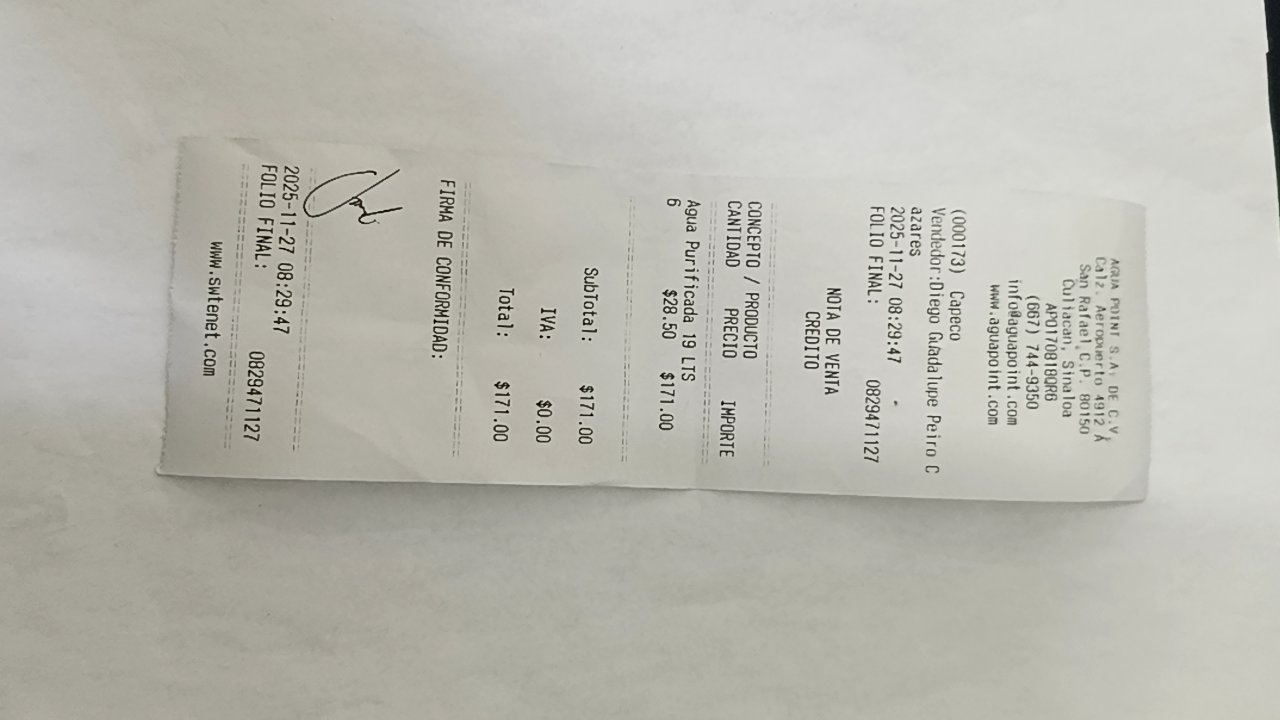 AGUA POINT S.A. DE C.V.
Calz. Aeropuerto 4912 A
San Rafael C.P. 80150
Culiacan, Sinaloa
APO170818QR6
(667) 744-9350
info@aguapoint.com
www.aguapoint.com
(000173) Capeco
Vendedor:Diego Guadalupe Peiro C
azares
2025-11-27 08:29:47 -
FOLIO FINAL: 0829471127
NOTA DE VENTA
CREDITO
CONCEPTO / PRODUCTO
CANTIDAD PRECIO IMPORTE
Agua Purificada 19 LTS
6 $28.50 $171.00
SubTotal: $171.00
IVA: $0.00
Total: $171.00
FIRMA DE CONFORMIDAD:
2025-11-27 08:29:47
FOLIO FINAL: 0829471127
www.swtenet.com